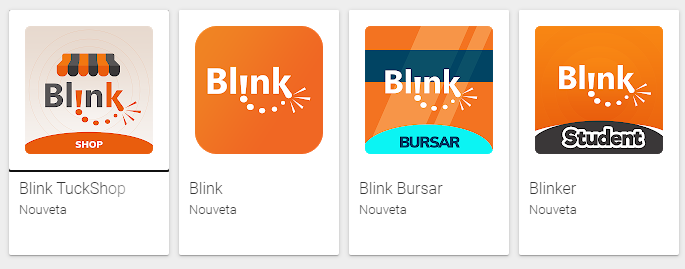 Blink
SHOP
Blink TuckShop
Nouveta
Blink
Blink
Nouveta
Blink
BURSAR
Blink Bursar
Nouveta
Blink
Student
Blinker
Nouveta